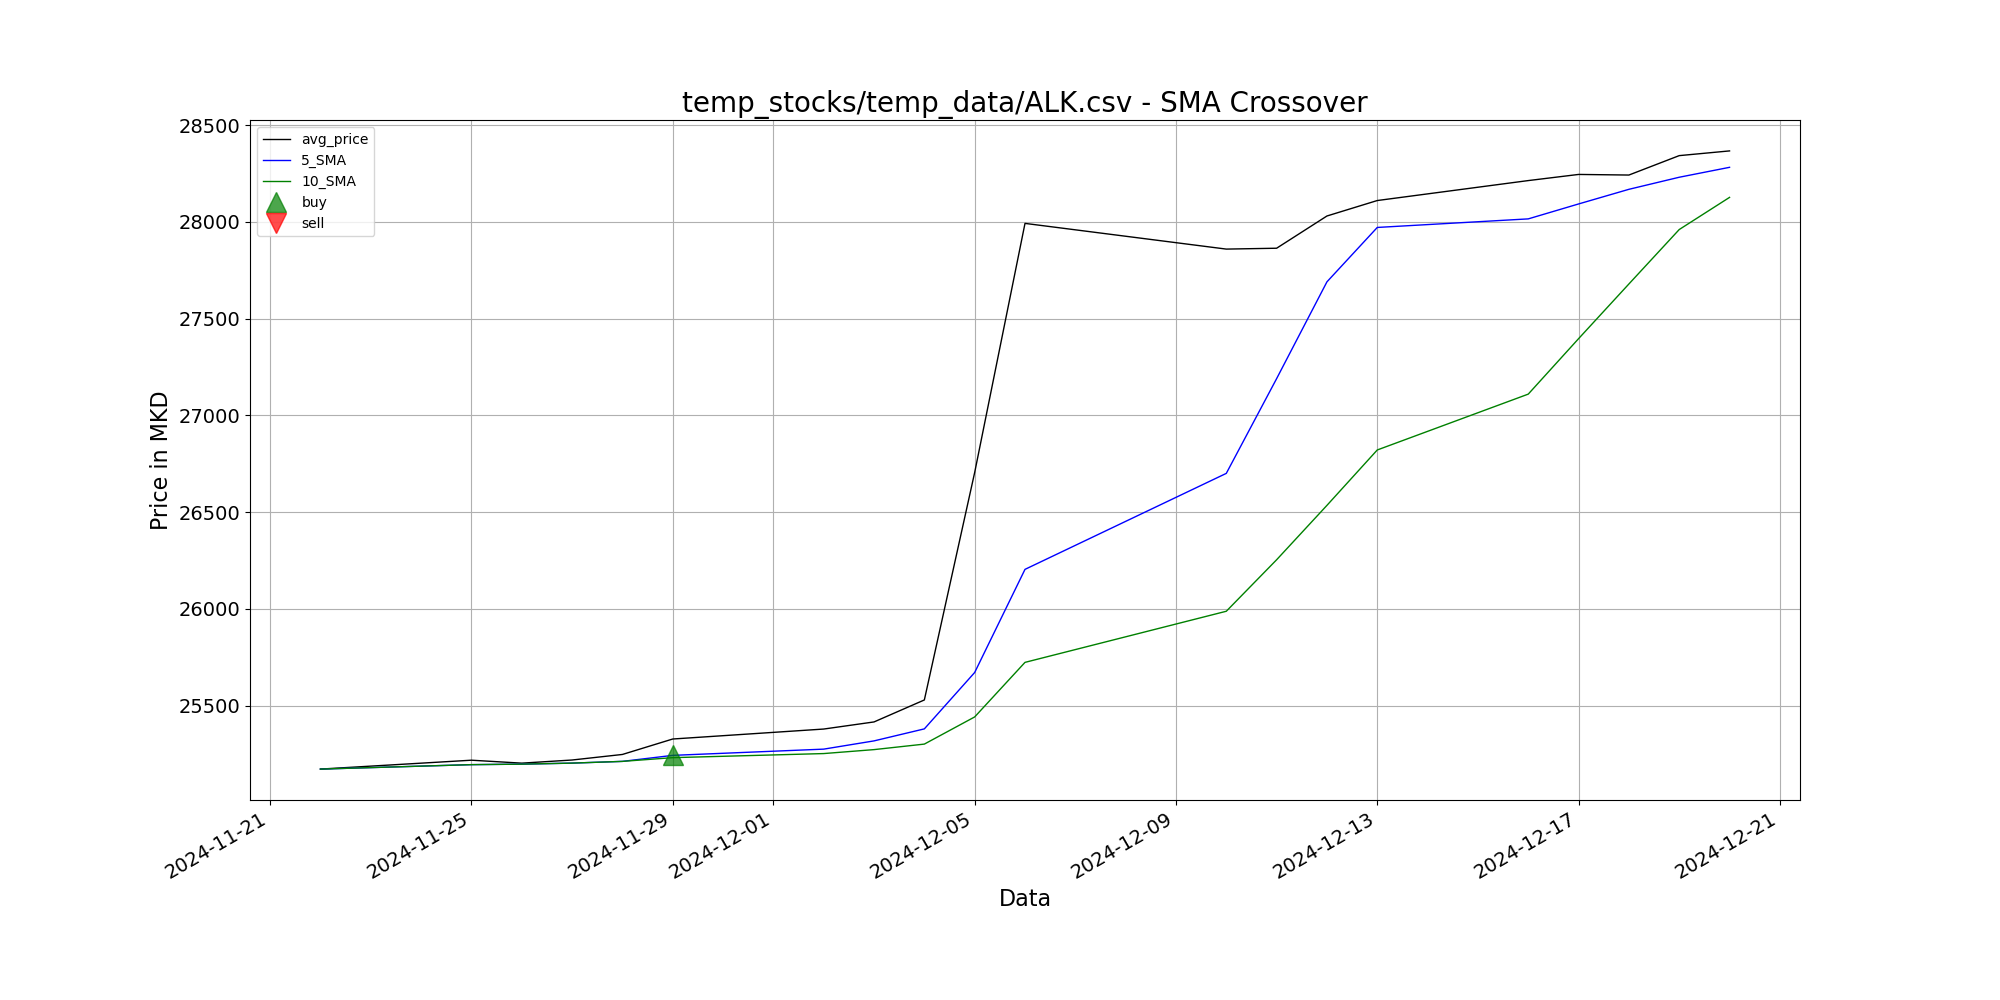 temp_stocks/temp_data/ALK.csv - SMA Crossover
28500
28000
27500
27000
26500
26000
25500
Price in MKD
avg_price
5_SMA
10_SMA
buy
sell
2024-11-21
2024-11-25
2024-11-29
2024-12-01
2024-12-05
2024-12-09
2024-12-13
2024-12-17
2024-12-21
Data